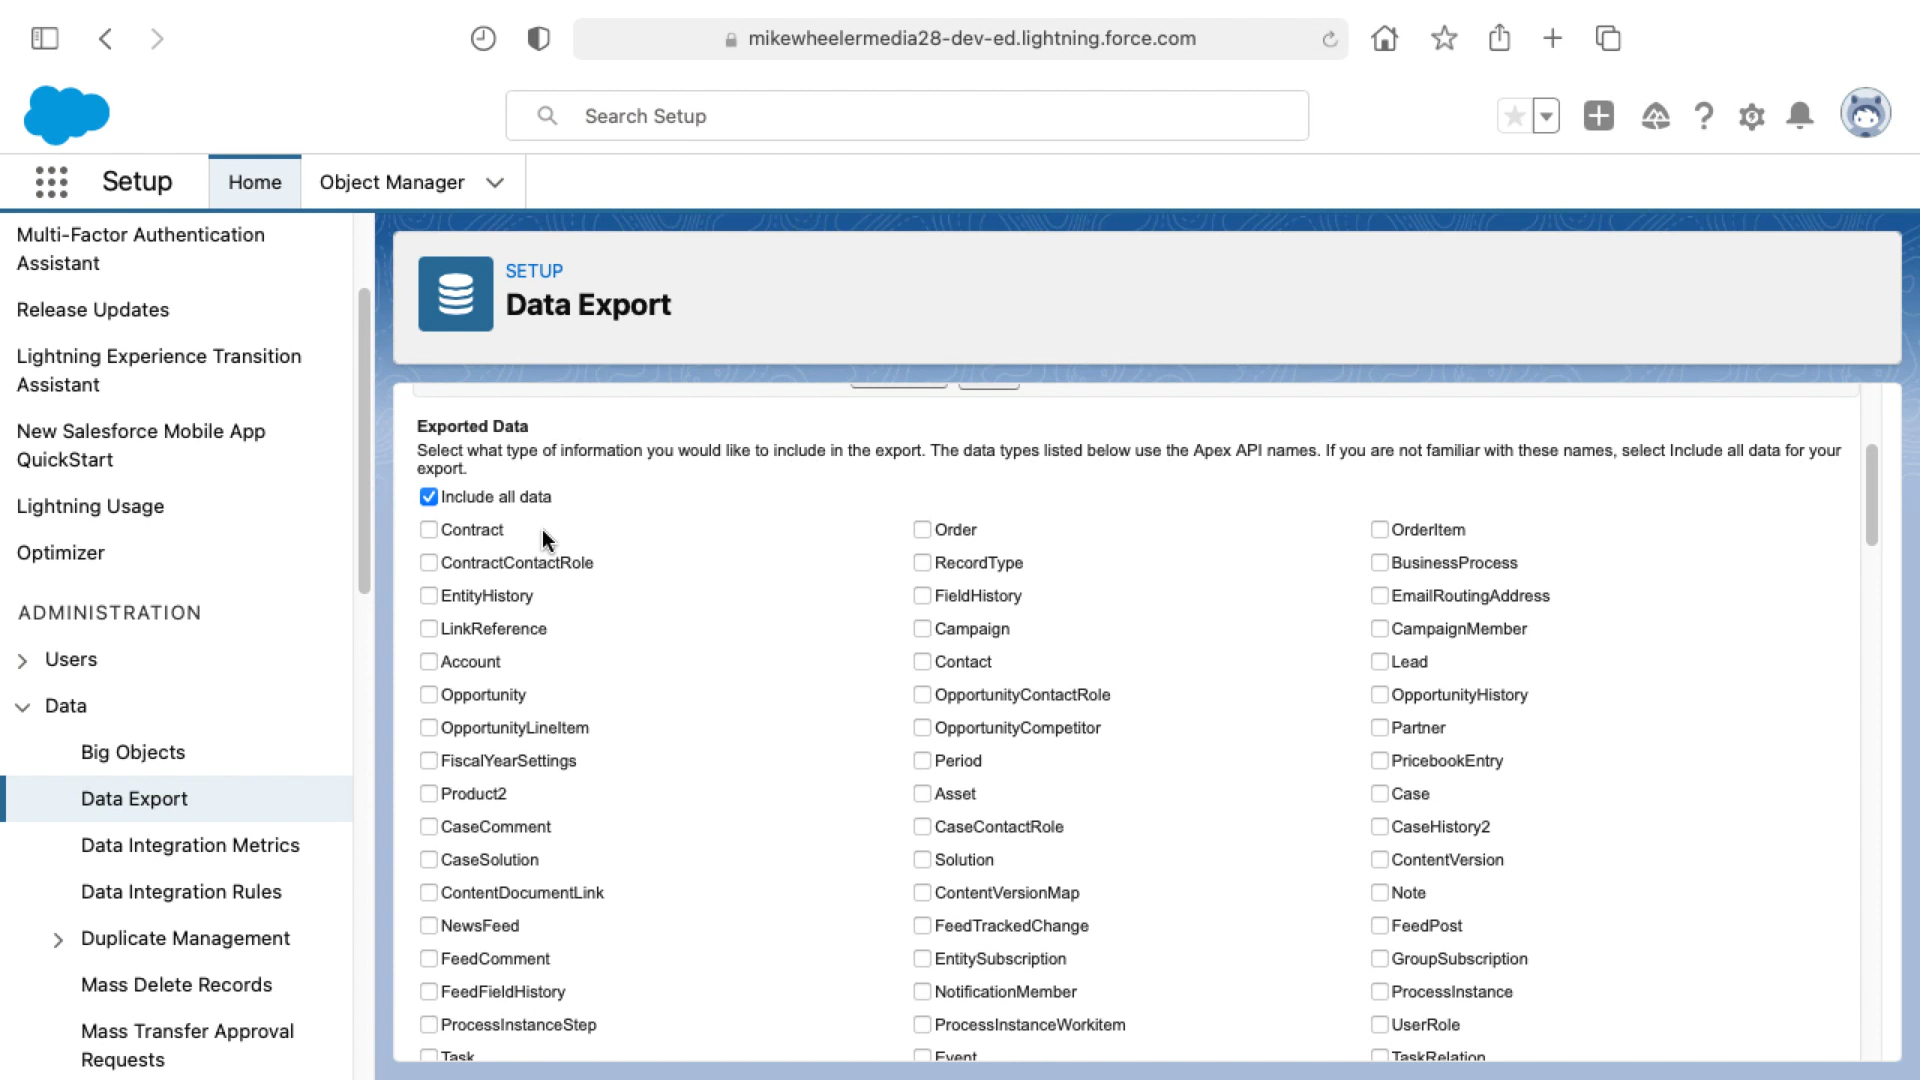 mikewheelermedia28-dev-ed.lightning.force.com
Search Setup
Setup
Home
Object Manager
Multi-Factor Authentication
Assistant
Release Updates
Lightning Experience Transition
Assistant
New Salesforce Mobile App
QuickStart
Lightning Usage
Optimizer
ADMINISTRATION
Users
Data
Big Objects
Data Export
Data Integration Metrics
Data Integration Rules
Duplicate Management
Mass Delete Records
Mass Transfer Approval
Requests
SETUP
Data Export
Exported Data
Select what type of information you would like to include in the export. The data types listed below use the Apex API names. If you are not familiar with these names, select Include all data for your
export.
Include all data
Contract Order OrderItem
ContractContactRole RecordType BusinessProcess
EntityHistory FieldHistory EmailRoutingAddress
LinkReference Campaign CampaignMember
Account Contact Lead
Opportunity OpportunityContactRole OpportunityHistory
OpportunityLineItem OpportunityCompetitor Partner
FiscalYearSettings Period PricebookEntry
Product2 Asset Case
CaseComment CaseContactRole CaseHistory2
CaseSolution Solution ContentVersion
ContentDocumentLink ContentVersionMap Note
NewsFeed FeedTrackedChange FeedPost
FeedComment EntitySubscription GroupSubscription
FeedFieldHistory NotificationMember ProcessInstance
ProcessInstanceStep ProcessInstanceWorkitem UserRole
Task Event TaskRelation